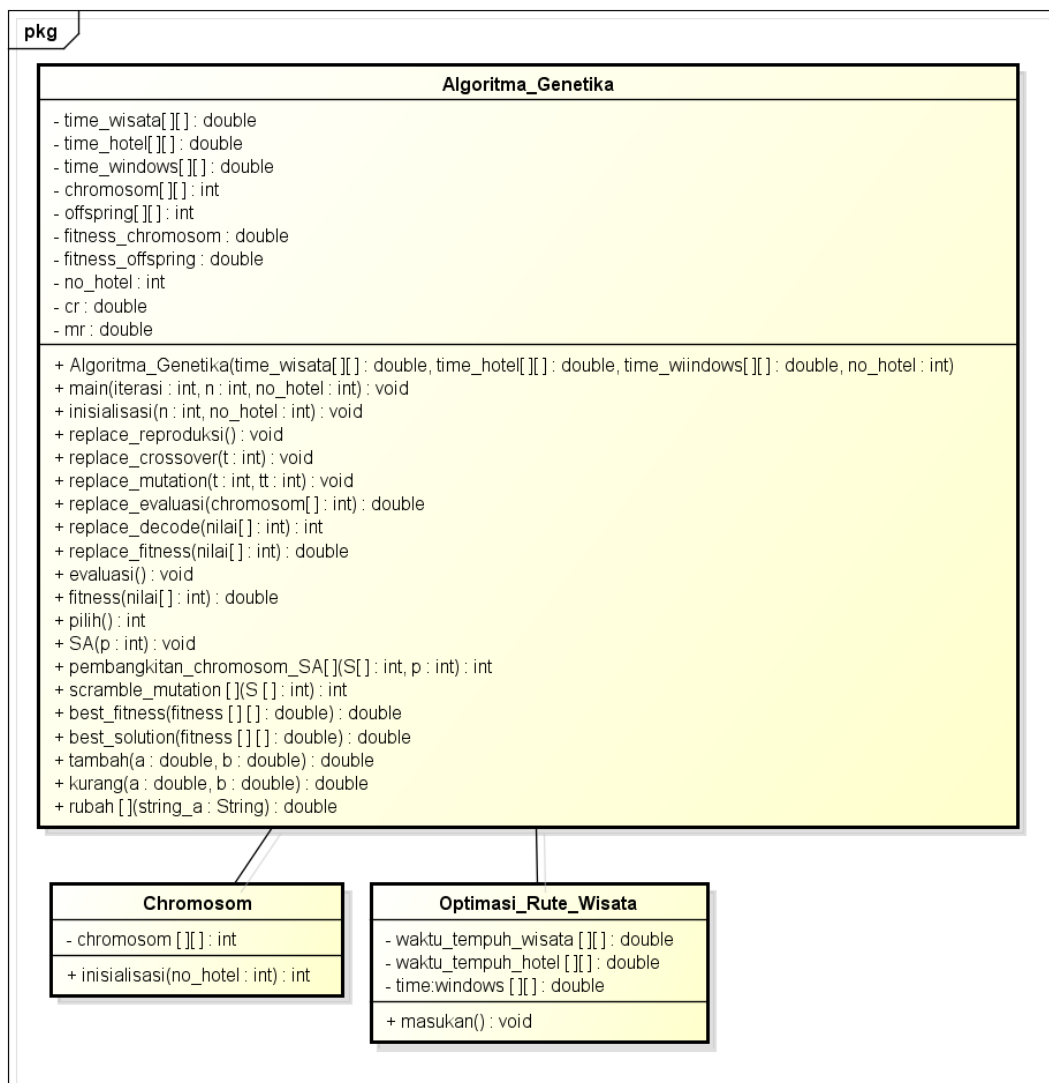 pkg
Algoritma_Genetika
- time_wisata[ ][ ] : double
- time_hotel[ ][ ] : double
- time_windows[ ][ ] : double
- chromosom[ ][ ] : int
- offspring[ ][ ] : int
- fitness_chromosom : double
- fitness_offspring : double
- no_hotel : int
- cr : double
- mr : double
+ Algoritma_Genetika(time_wisata[ ][ ] : double, time_hotel[ ][ ] : double, time_wiindows[ ][ ] : double, no_hotel : int)
+ main(iterasi : int, n : int, no_hotel : int) : void
+ inisialisasi(n : int, no_hotel : int) : void
+ replace_reproduksi() : void
+ replace_crossover(t : int) : void
+ replace_mutation(t : int, tt : int) : void
+ replace_evaluasi(chromosom[ ] : int) : double
+ replace_decode(nilai[ ] : int) : int
+ replace_fitness(nilai[ ] : int) : double
+ evaluasi() : void
+ fitness(nilai[ ] : int) : double
+ pilih() : int
+ SA(p : int) : void
+ pembangkitan_chromosom_SA[ ](S[ ] : int, p : int) : int
+ scramble_mutation [ ](S [ ] : int) : int
+ best_fitness(fitness [ ] [ ] : double) : double
+ best_solution(fitness [ ] [ ] : double) : double
+ tambah(a : double, b : double) : double
+ kurang(a : double, b : double) : double
+ rubah [ ](string_a : String) : double
Chromosom
- chromosom [ ][ ] : int
+ inisialisasi(no_hotel : int) : int
Optimasi_Rute_Wisata
- waktu_tempuh_wisata [ ][ ] : double
- waktu_tempuh_hotel [ ][ ] : double
- time:windows [ ][ ] : double
+ masukan() : void